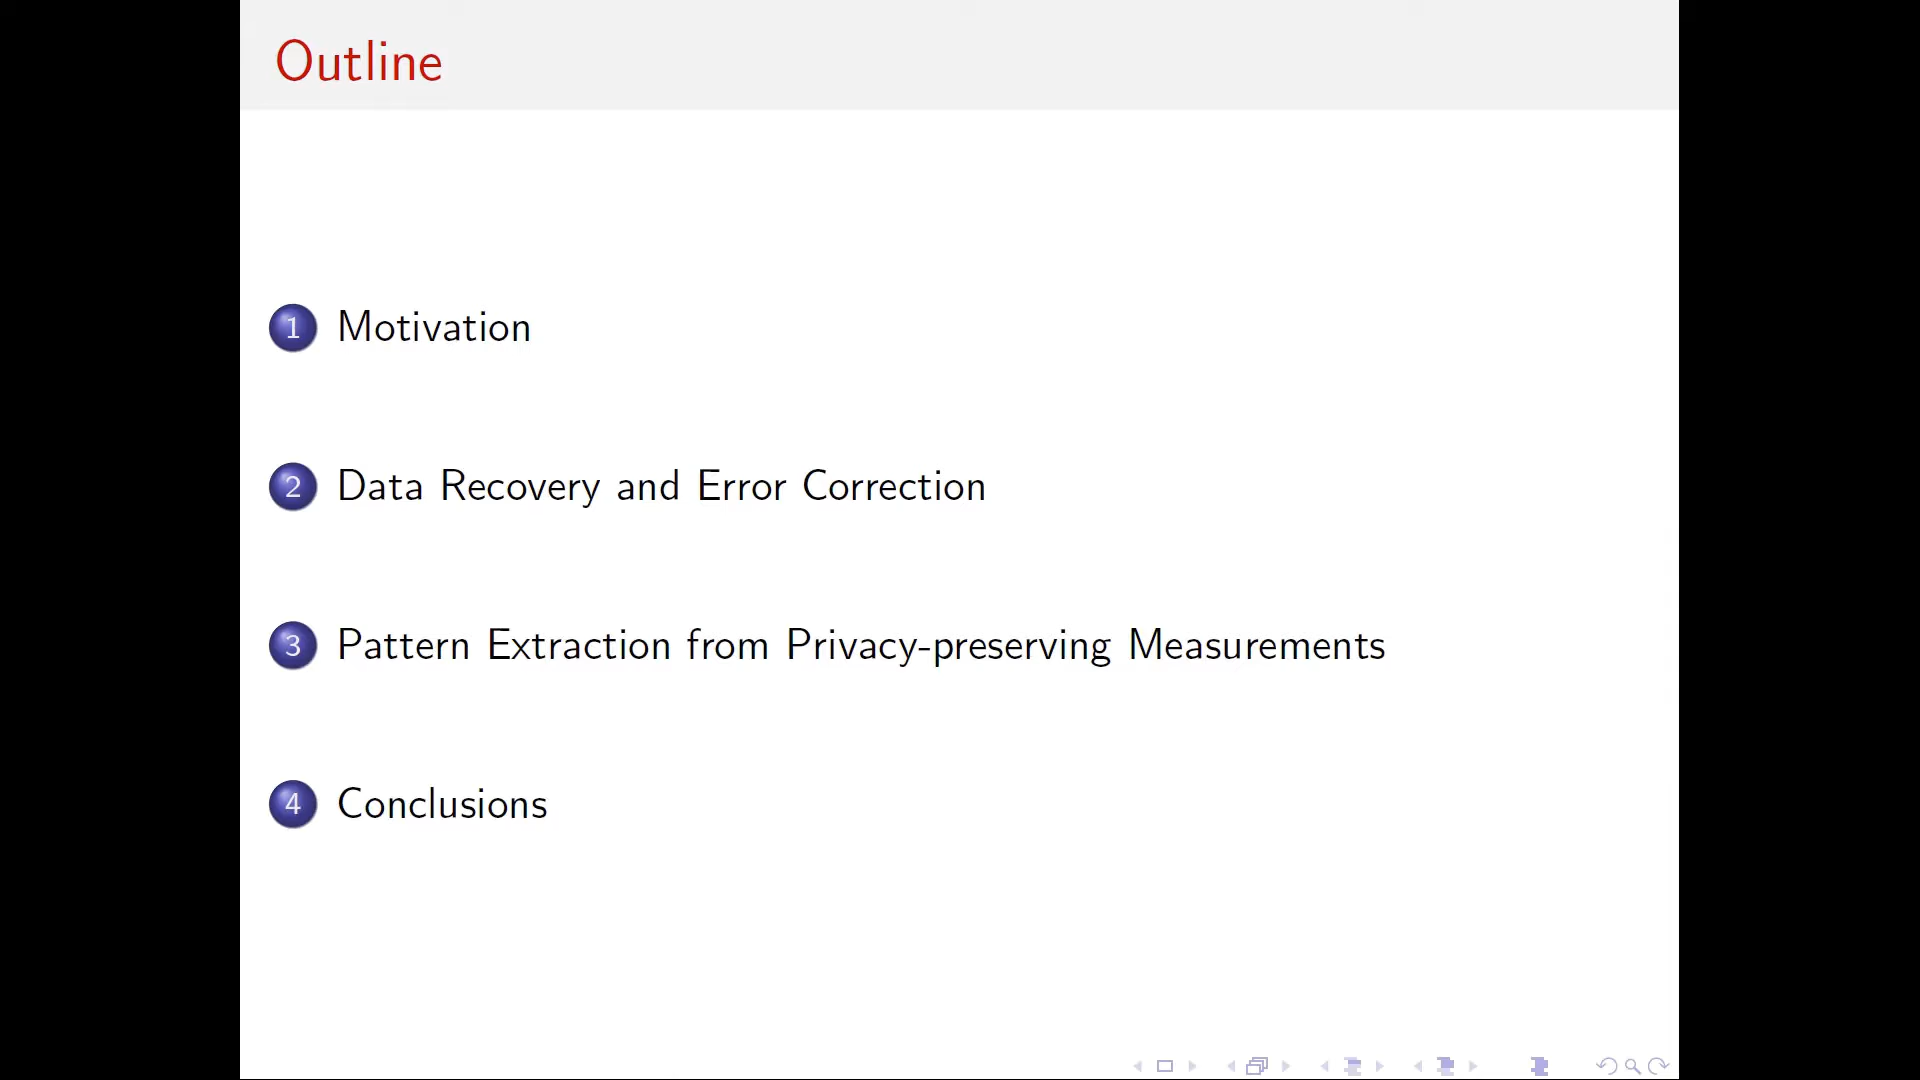 Outline
1 Motivation
2 Data Recovery and Error Correction
3 Pattern Extraction from Privacy-preserving Measurements
4 Conclusions